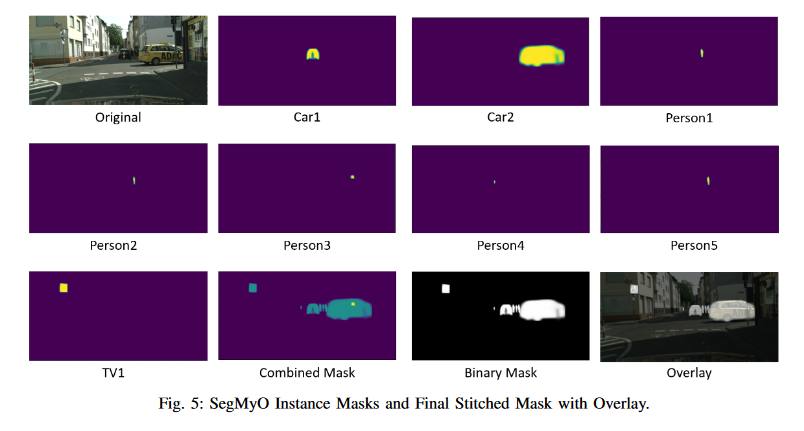 ADAC
Original
Car1
Car2
Person1
Person2
Person3
Person4
Person5
TV1
Combined Mask
Binary Mask
Overlay
Fig. 5: SegMyO Instance Masks and Final Stitched Mask with Overlay.